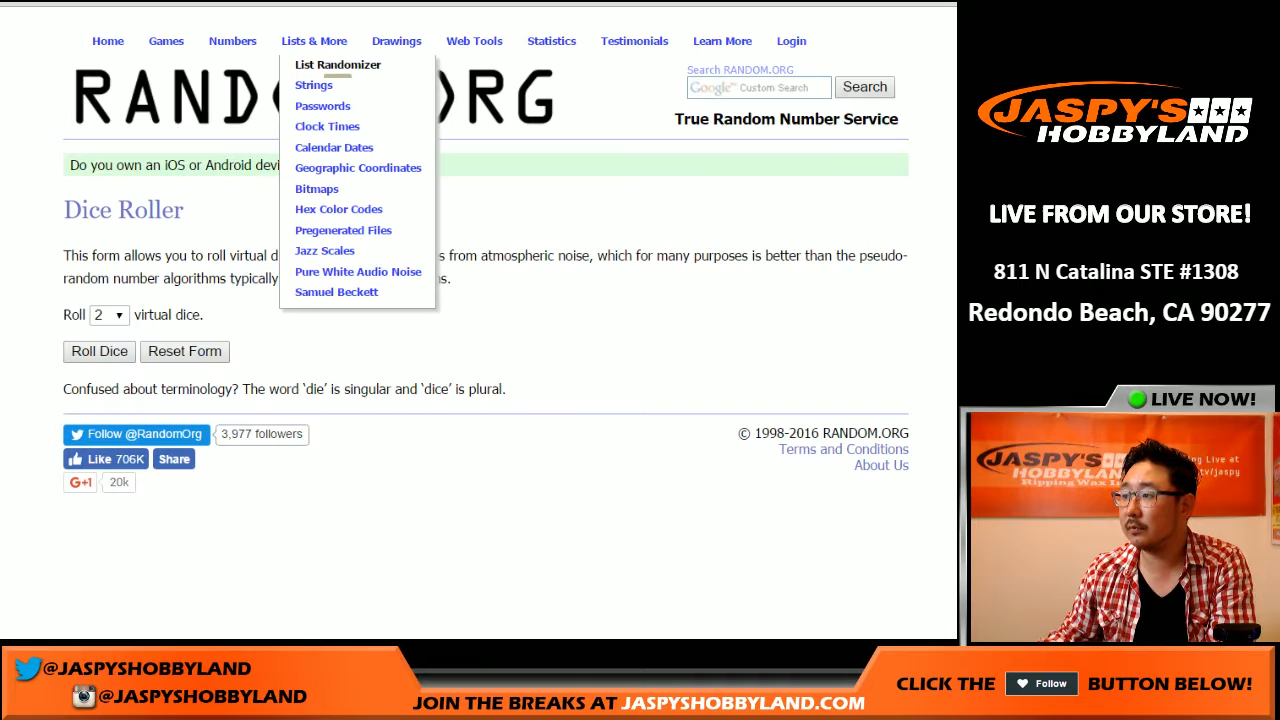 Home Games Numbers Lists & More Drawings Web Tools Statistics Testimonials Learn More Login
List Randomizer
Strings
Passwords
Clock Times
Calendar Dates
Geographic Coordinates
Bitmaps
Hex Color Codes
Pregenerated Files
Jazz Scales
Pure White Audio Noise
Samuel Beckett
RAND RG
Search RANDOM.ORG
Google™ Custom Search Search
True Random Number Service
Do you own an iOS or Android devi
Dice Roller
This form allows you to roll virtual d s from atmospheric noise, which for many purposes is better than the pseudo-
random number algorithms typically ms.
Roll 2 virtual dice.
Roll Dice Reset Form
Confused about terminology? The word ‘die’ is singular and ‘dice’ is plural.
Follow @RandomOrg 3,977 followers
Like 706K Share
G+1 20k
© 1998-2016 RANDOM.ORG
Terms and Conditions
About Us
JASPY'S
HOBBYLAND
LIVE FROM OUR STORE!
811 N Catalina STE #1308
Redondo Beach, CA 90277
LIVE NOW!
JASPY'S
HOBBYLAN
Ripping Wax
ng Live at
tv/jaspy
@JASPYSHOBBYLAND
@JASPYSHOBBYLAND
JOIN THE BREAKS AT JASPYSHOBBYLAND.COM
CLICK THE Follow BUTTON BELOW!